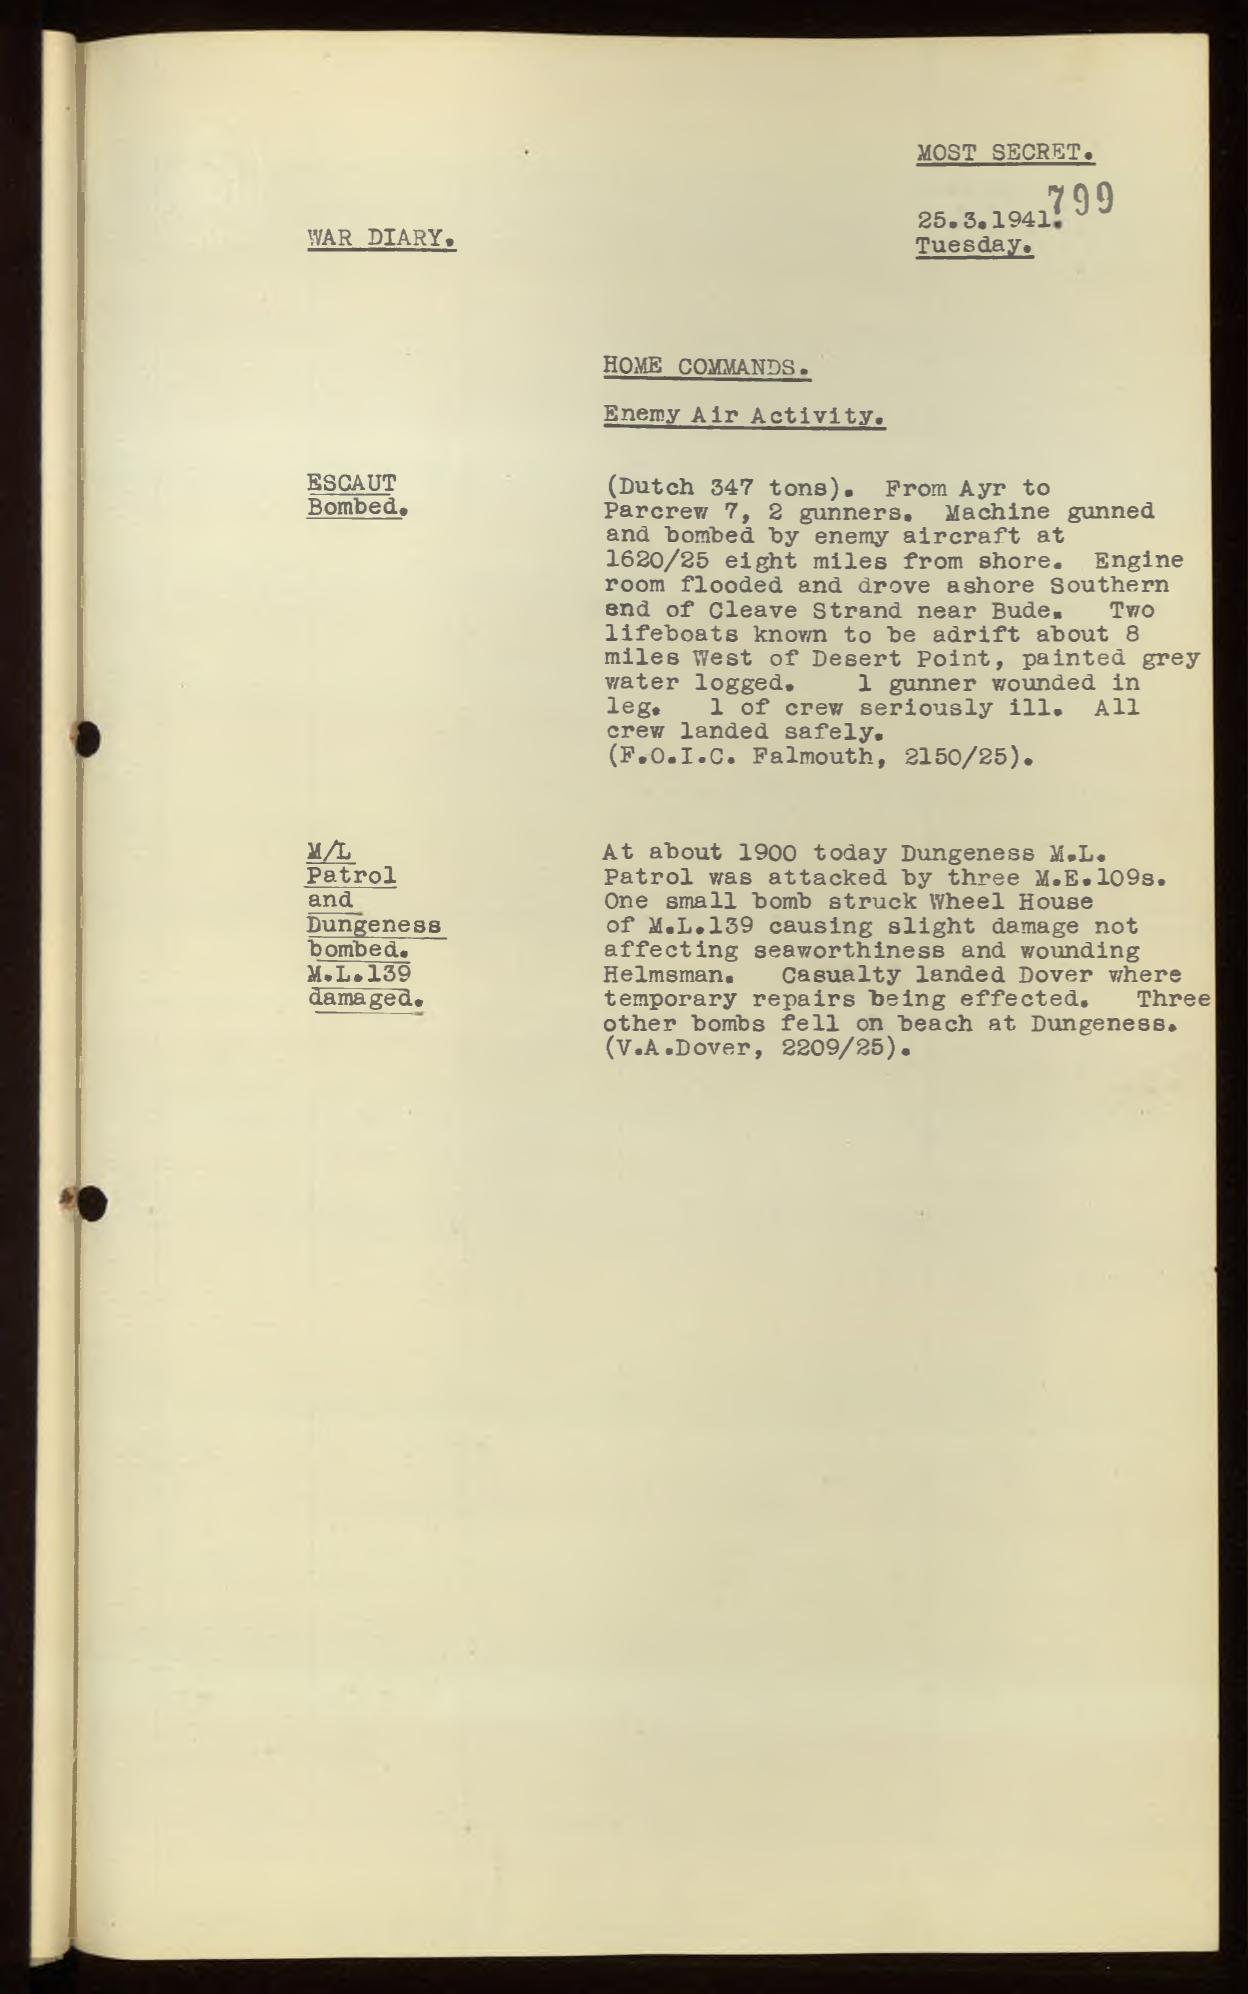 MOST SECRET.
799
25.3.1941.
Tuesday.
WAR DIARY.
HOME COMMANDS.
Enemy Air Activity.
ESCAUT
Bombed.
(Dutch 347 tons). From Ayr to
Parcrew 7, 2 gunners. Machine gunned
and bombed by enemy aircraft at
1620/25 eight miles from shore. Engine
room flooded and drove ashore Southern
end of Cleave Strand near Bude. Two
lifeboats known to be adrift about 8
miles West of Desert Point, painted grey
water logged. 1 gunner wounded in
leg. 1 of crew seriously ill. All
crew landed safely.
(F.O.I.C. Falmouth, 2150/25).
M/L
Patrol
and
Dungeness
bombed.
M.L.139
damaged.
At about 1900 today Dungeness M.L.
Patrol was attacked by three M.E.109s.
One small bomb struck Wheel House
of M.L.139 causing slight damage not
affecting seaworthiness and wounding
Helmsman. Casualty landed Dover where
temporary repairs being effected. Three
other bombs fell on beach at Dungeness.
(V.A.Dover, 2209/25).